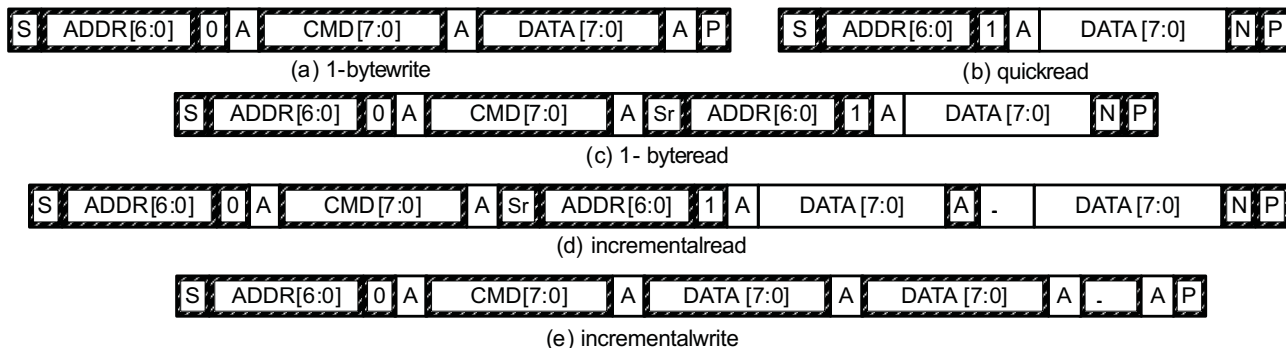 S ADDR[6:0] 0 A CMD[7:0] A DATA [7:0] A P
(a) 1-bytewrite
S ADDR[6:0] 1 A DATA [7:0] N P
(b) quickread
S ADDR[6:0] 0 A CMD[7:0] A Sr ADDR[6:0] 1 A DATA [7:0] N P
(c) 1- byteread
S ADDR[6:0] 0 A CMD[7:0] A Sr ADDR[6:0] 1 A DATA [7:0] A .. DATA [7:0] N P
(d) incrementalread
S ADDR[6:0] 0 A CMD[7:0] A DATA [7:0] A DATA [7:0] A .. A P
(e) incrementalwrite